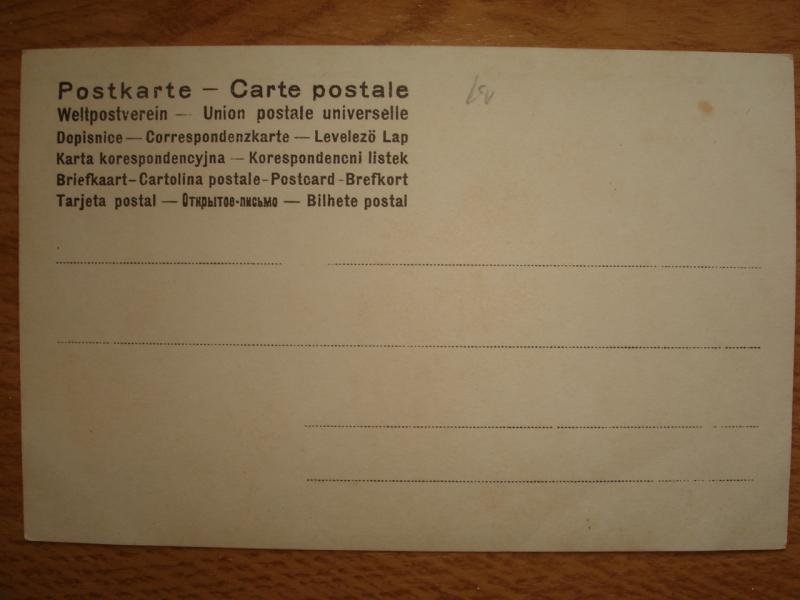 Postkarte – Carte postale
Weltpostverein — Union postale universelle
Dopisnice — Correspondenzkarte — Levelezö Lap
Karta korespondencyjna — Korespondencni listek
Briefkaart – Cartolina postale - Postcard - Brefkort
Tarjeta postal — Открытое-письмо — Bilhete postal